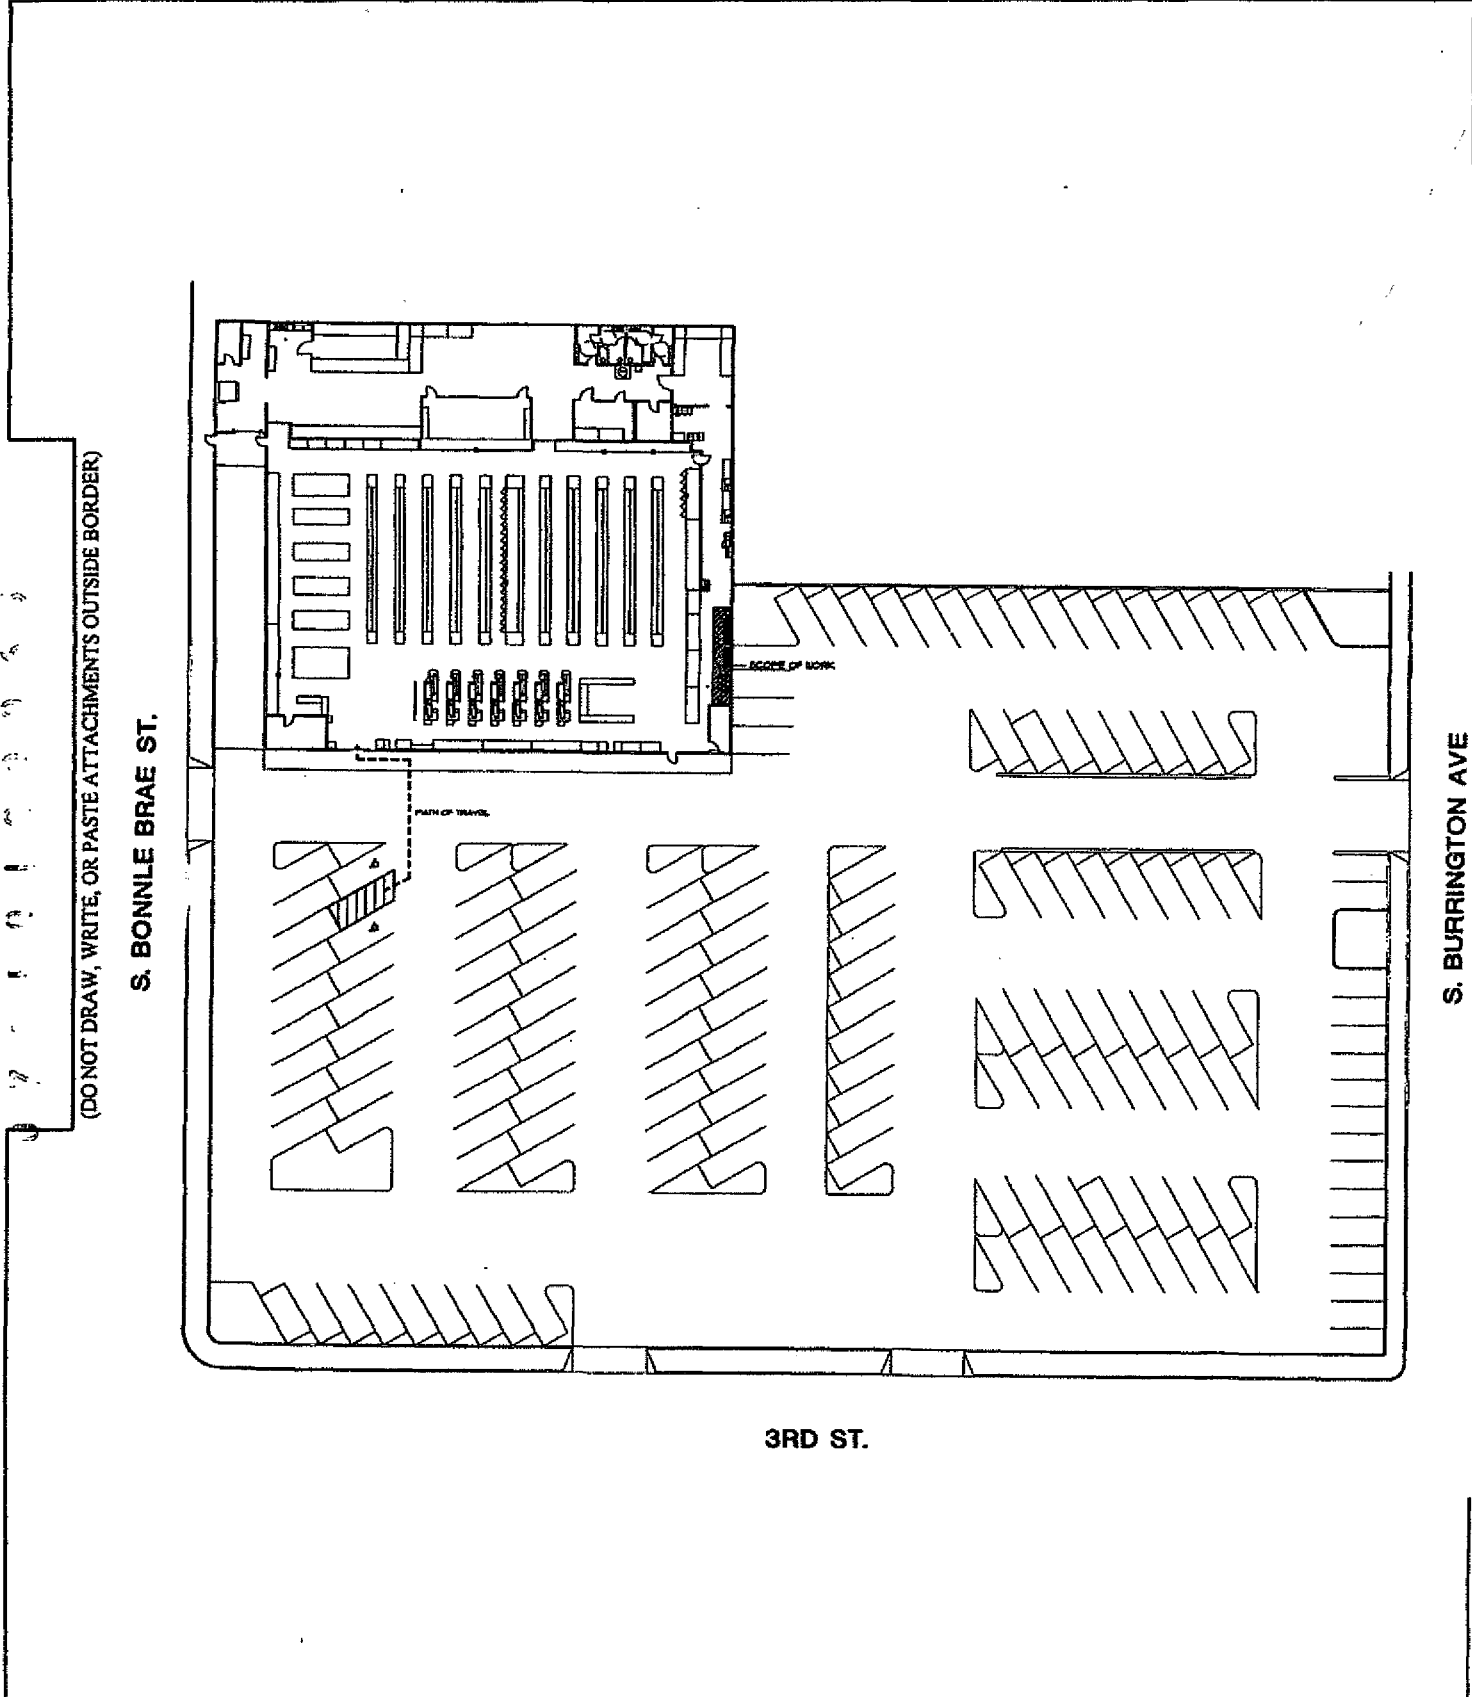 (DO NOT DRAW, WRITE, OR PASTE ATTACHMENTS OUTSIDE BORDER)
S. BONNLE BRAE ST.
SCOPE OF WORK
PATH OF TRAVEL
S. BURRINGTON AVE
3RD ST.